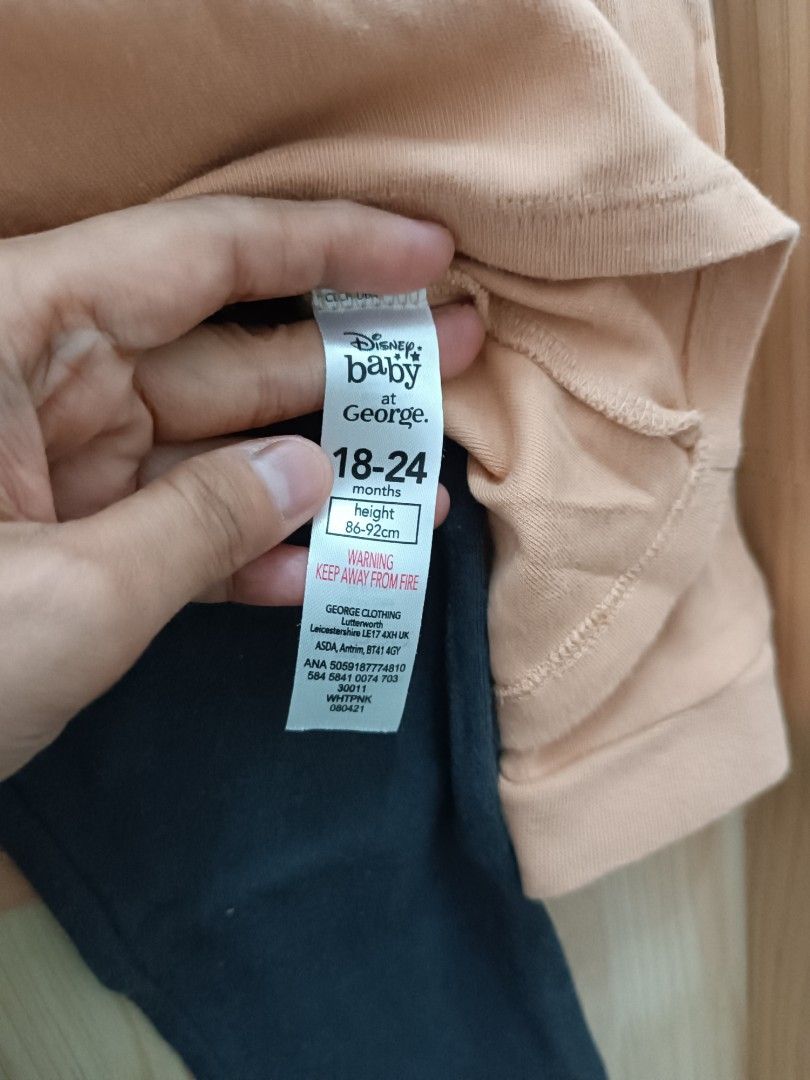 Disney
baby
at
George.
18-24
months
height
86-92cm
WARNING
KEEP AWAY FROM FIRE
GEORGE CLOTHING
Lutterworth
Leicestershire LE17 4XH UK
ASDA, Antrim, BT41 4GY
ANA 5059187774810
584 5841 0074 703
30011
WHTPNK
080421